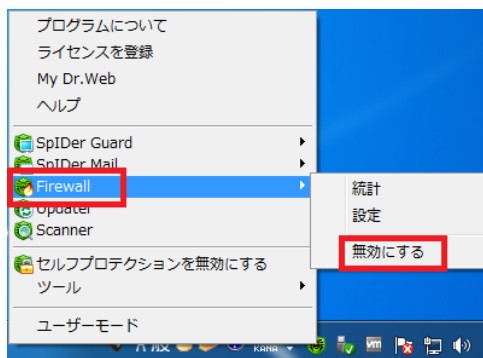 プログラムについて
ライセンスを登録
My Dr.Web
ヘルプ
SpIDer Guard
SpIDer Mail
Firewall
統計
設定
無効にする
Updater
Scanner
セルフプロテクションを無効にする
ツール
ユーザーモード
A 般
KANA
vm